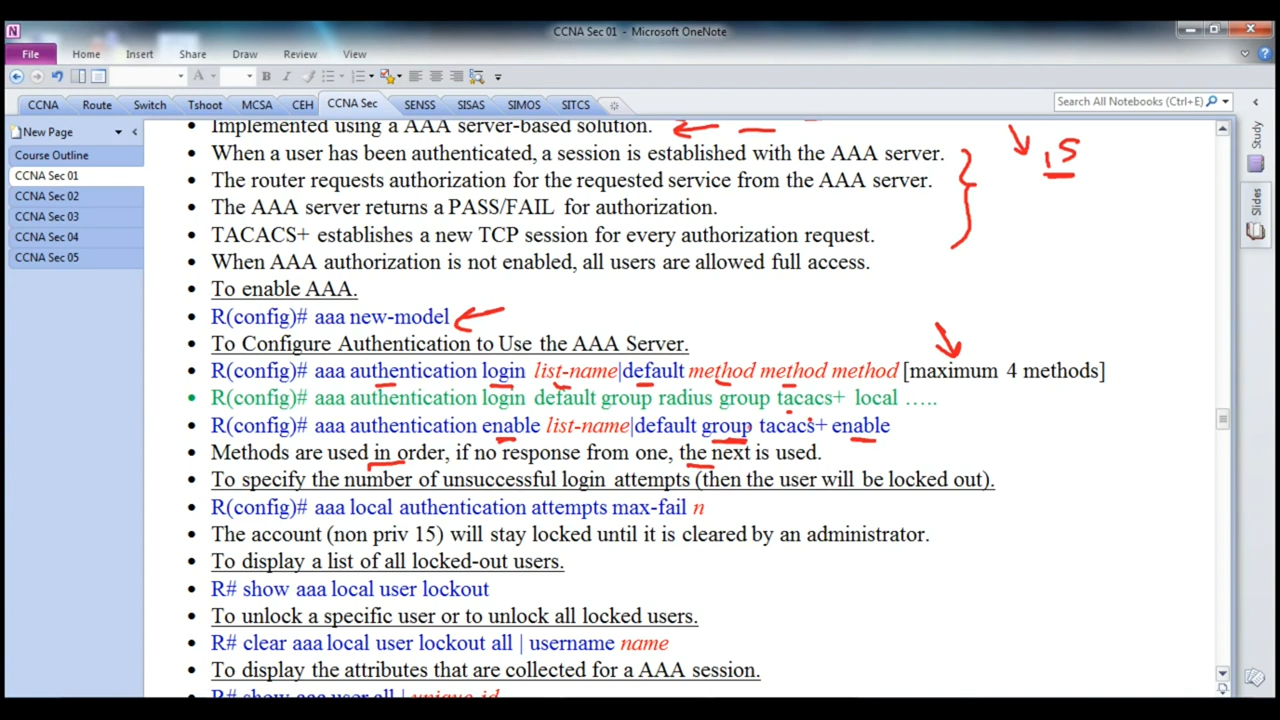 CCNA Sec 01 - Microsoft OneNote
File Home Insert Share Draw Review View
CCNA Route Switch Tshoot MCSA CEH CCNA Sec SENSS SISAS SIMOS SITCS
Search All Notebooks (Ctrl+E)
New Page
Course Outline
CCNA Sec 01
CCNA Sec 02
CCNA Sec 03
CCNA Sec 04
CCNA Sec 05
Study
Slides
• Implemented using a AAA server-based solution.
15
• When a user has been authenticated, a session is established with the AAA server.
• The router requests authorization for the requested service from the AAA server.
• The AAA server returns a PASS/FAIL for authorization.
• TACACS+ establishes a new TCP session for every authorization request.
• When AAA authorization is not enabled, all users are allowed full access.
• To enable AAA.
• R(config)# aaa new-model
• To Configure Authentication to Use the AAA Server.
• R(config)# aaa authentication login list-name|default method method method [maximum 4 methods]
• R(config)# aaa authentication login default group radius group tacacs+ local …..
• R(config)# aaa authentication enable list-name|default group tacacs+ enable
• Methods are used in order, if no response from one, the next is used.
• To specify the number of unsuccessful login attempts (then the user will be locked out).
• R(config)# aaa local authentication attempts max-fail n
• The account (non priv 15) will stay locked until it is cleared by an administrator.
• To display a list of all locked-out users.
• R# show aaa local user lockout
• To unlock a specific user or to unlock all locked users.
• R# clear aaa local user lockout all | username name
• To display the attributes that are collected for a AAA session.
• R# show aaa user all | unique-id